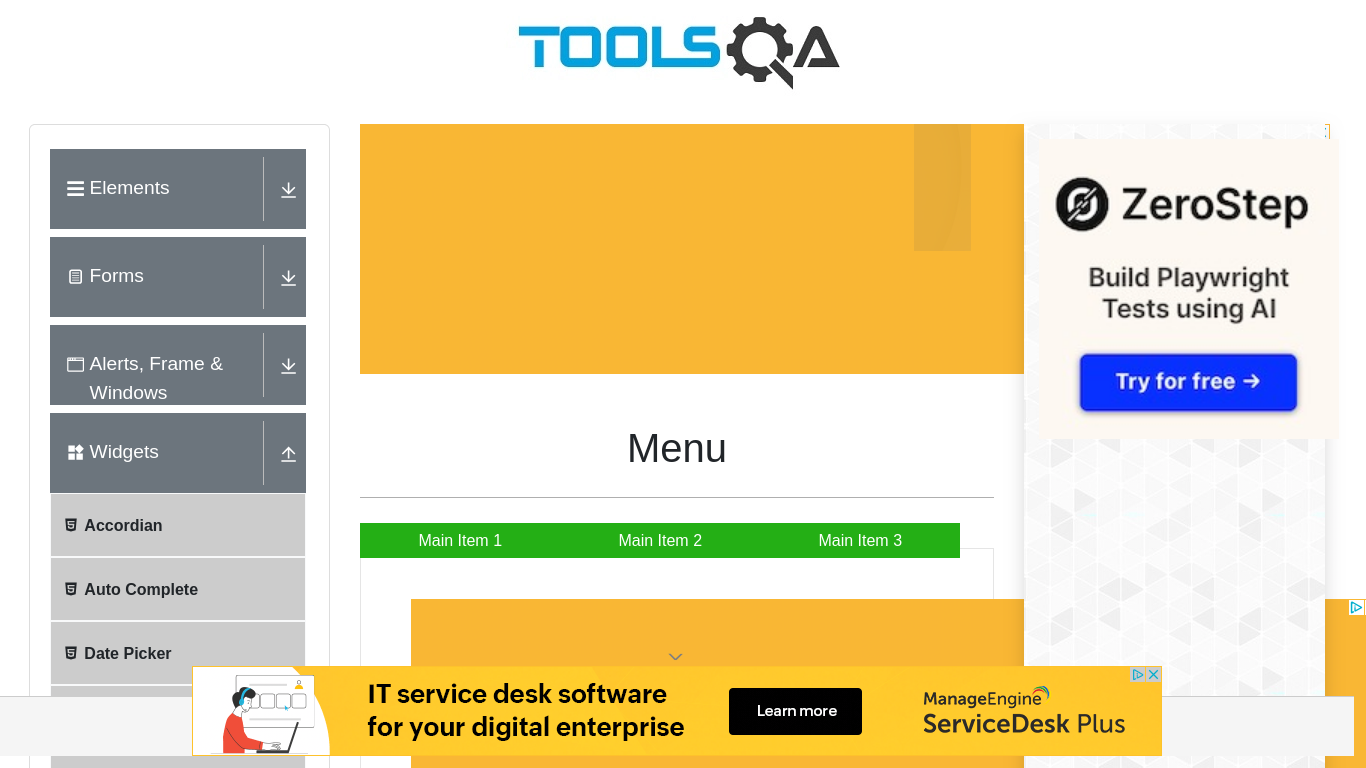 TOOLSQA
Elements
Forms
Alerts, Frame &
Windows
Widgets
Accordian
Auto Complete
Date Picker
ZeroStep
Build Playwright
Tests using AI
Try for free →
Menu
Main Item 1
Main Item 2
Main Item 3
IT service desk software
for your digital enterprise
Learn more
ManageEngine
ServiceDesk Plus